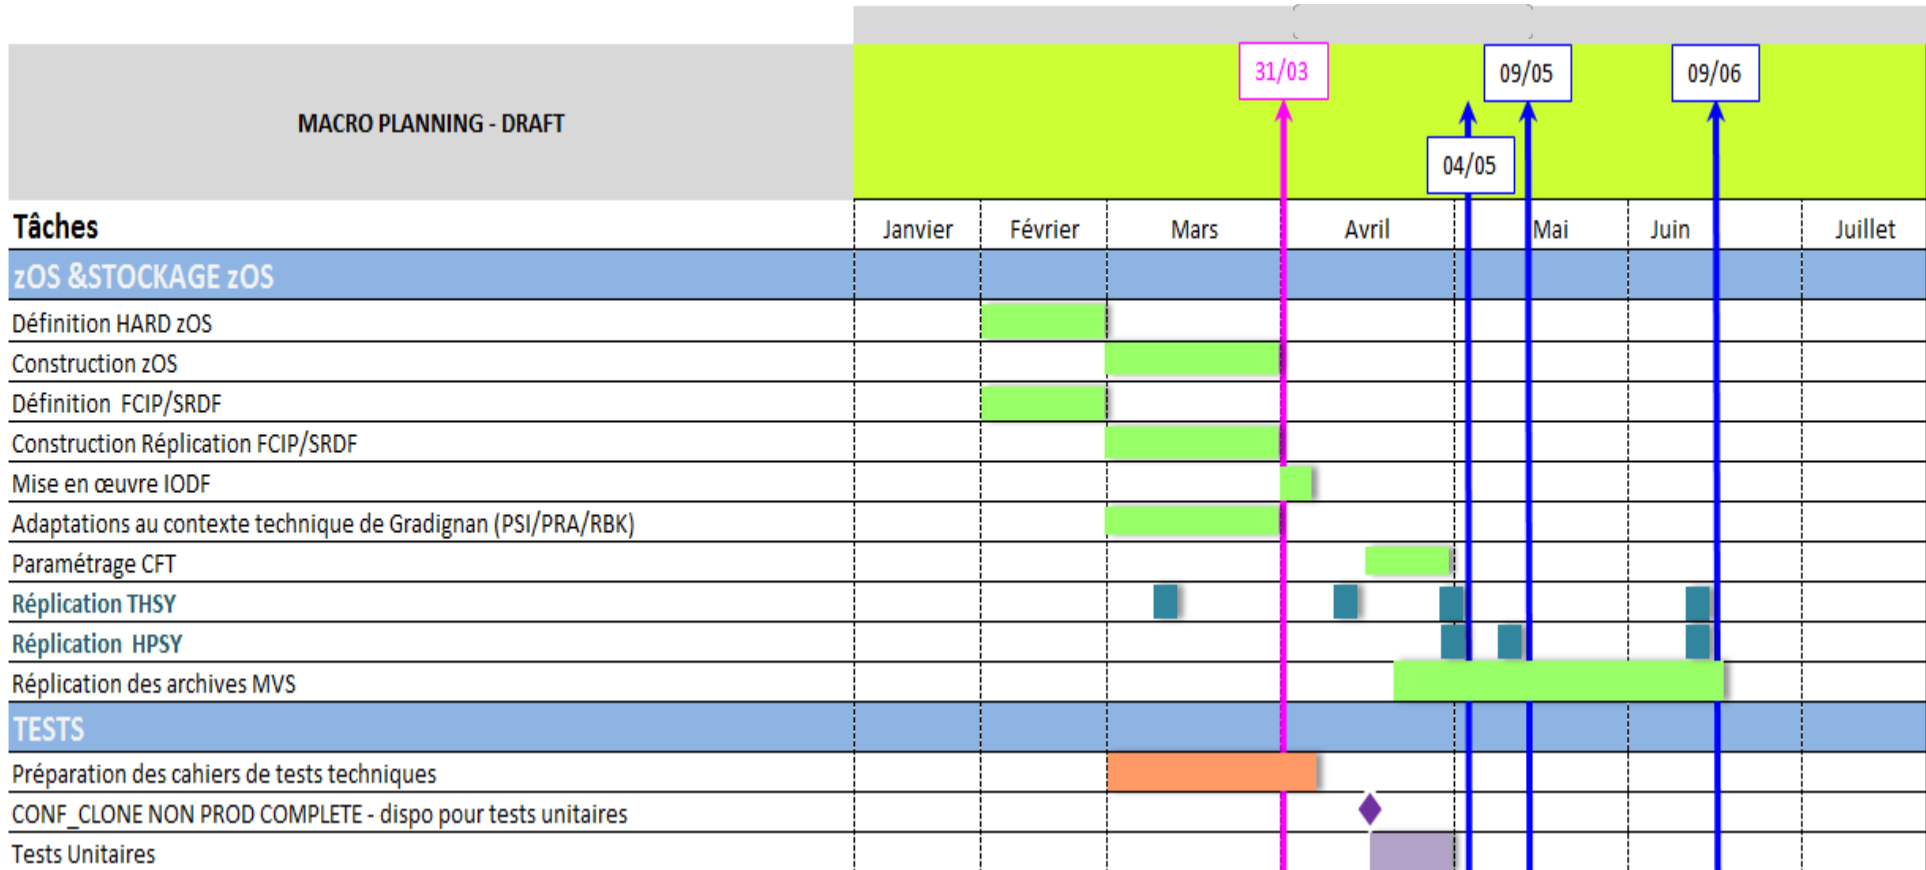 31/03
09/05
09/06
MACRO PLANNING - DRAFT
04/05
Tâches
Janvier
Février
Mars
Avril
Mai
Juin
Juillet
zOS &STOCKAGE zOS
Définition HARD zOS
Construction zOS
Définition  FCIP/SRDF
Construction Réplication FCIP/SRDF
Mise en œuvre IODF
Adaptations au contexte technique de Gradignan (PSI/PRA/RBK)
Paramétrage CFT
Réplication THSY
Réplication  HPSY
Réplication des archives MVS
TESTS
Préparation des cahiers de tests techniques
CONF_CLONE NON PROD COMPLETE - dispo pour tests unitaires
Tests Unitaires